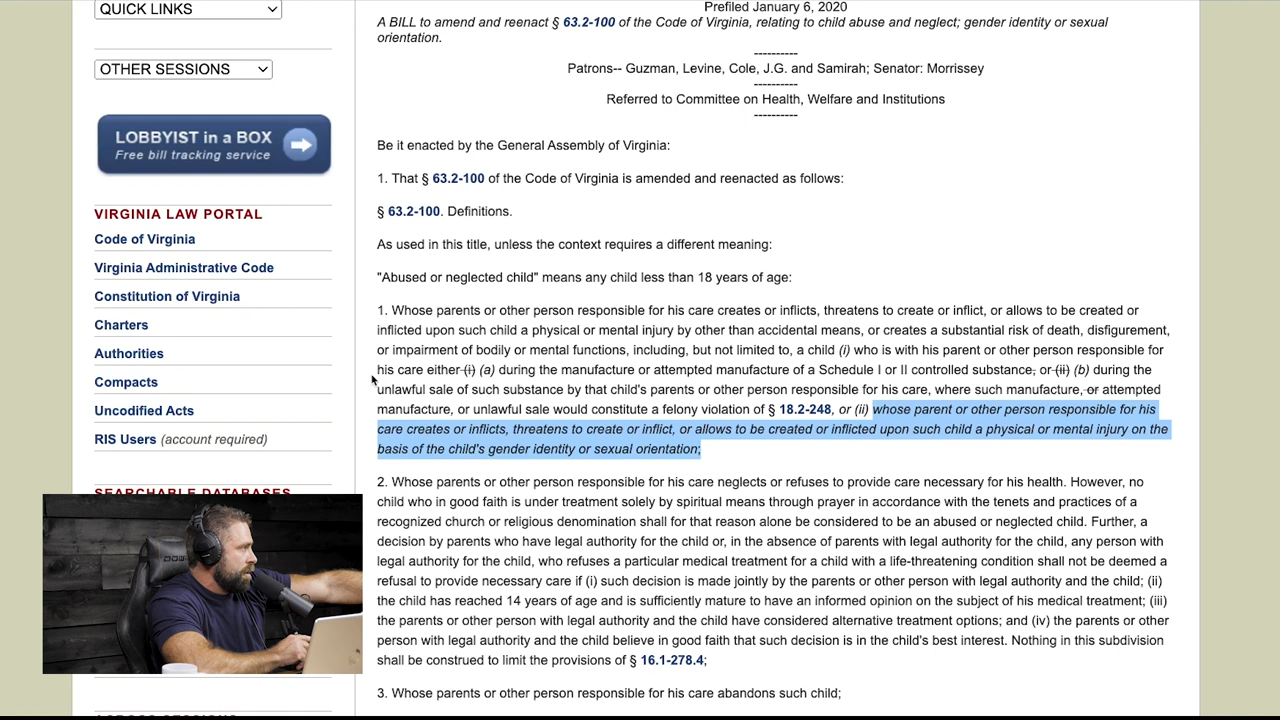 QUICK LINKS
OTHER SESSIONS
LOBBYIST in a BOX
Free bill tracking service
VIRGINIA LAW PORTAL
Code of Virginia
Virginia Administrative Code
Constitution of Virginia
Charters
Authorities
Compacts
Uncodified Acts
RIS Users (account required)
SEARCHABLE DATABASES
Prefiled January 6, 2020
A BILL to amend and reenact § 63.2-100 of the Code of Virginia, relating to child abuse and neglect; gender identity or sexual
orientation.
----------
Patrons-- Guzman, Levine, Cole, J.G. and Samirah; Senator: Morrissey
----------
Referred to Committee on Health, Welfare and Institutions
----------
Be it enacted by the General Assembly of Virginia:
1. That § 63.2-100 of the Code of Virginia is amended and reenacted as follows:
§ 63.2-100. Definitions.
As used in this title, unless the context requires a different meaning:
"Abused or neglected child" means any child less than 18 years of age:
1. Whose parents or other person responsible for his care creates or inflicts, threatens to create or inflict, or allows to be created or
inflicted upon such child a physical or mental injury by other than accidental means, or creates a substantial risk of death, disfigurement,
or impairment of bodily or mental functions, including, but not limited to, a child (i) who is with his parent or other person responsible for
his care either (i) (a) during the manufacture or attempted manufacture of a Schedule I or II controlled substance, or (ii) (b) during the
unlawful sale of such substance by that child's parents or other person responsible for his care, where such manufacture, or attempted
manufacture, or unlawful sale would constitute a felony violation of § 18.2-248, or (ii) whose parent or other person responsible for his
care creates or inflicts, threatens to create or inflict, or allows to be created or inflicted upon such child a physical or mental injury on the
basis of the child's gender identity or sexual orientation;
2. Whose parents or other person responsible for his care neglects or refuses to provide care necessary for his health. However, no
child who in good faith is under treatment solely by spiritual means through prayer in accordance with the tenets and practices of a
recognized church or religious denomination shall for that reason alone be considered to be an abused or neglected child. Further, a
decision by parents who have legal authority for the child or, in the absence of parents with legal authority for the child, any person with
legal authority for the child, who refuses a particular medical treatment for a child with a life-threatening condition shall not be deemed a
refusal to provide necessary care if (i) such decision is made jointly by the parents or other person with legal authority and the child; (ii)
the child has reached 14 years of age and is sufficiently mature to have an informed opinion on the subject of his medical treatment; (iii)
the parents or other person with legal authority and the child have considered alternative treatment options; and (iv) the parents or other
person with legal authority and the child believe in good faith that such decision is in the child's best interest. Nothing in this subdivision
shall be construed to limit the provisions of § 16.1-278.4;
3. Whose parents or other person responsible for his care abandons such child;